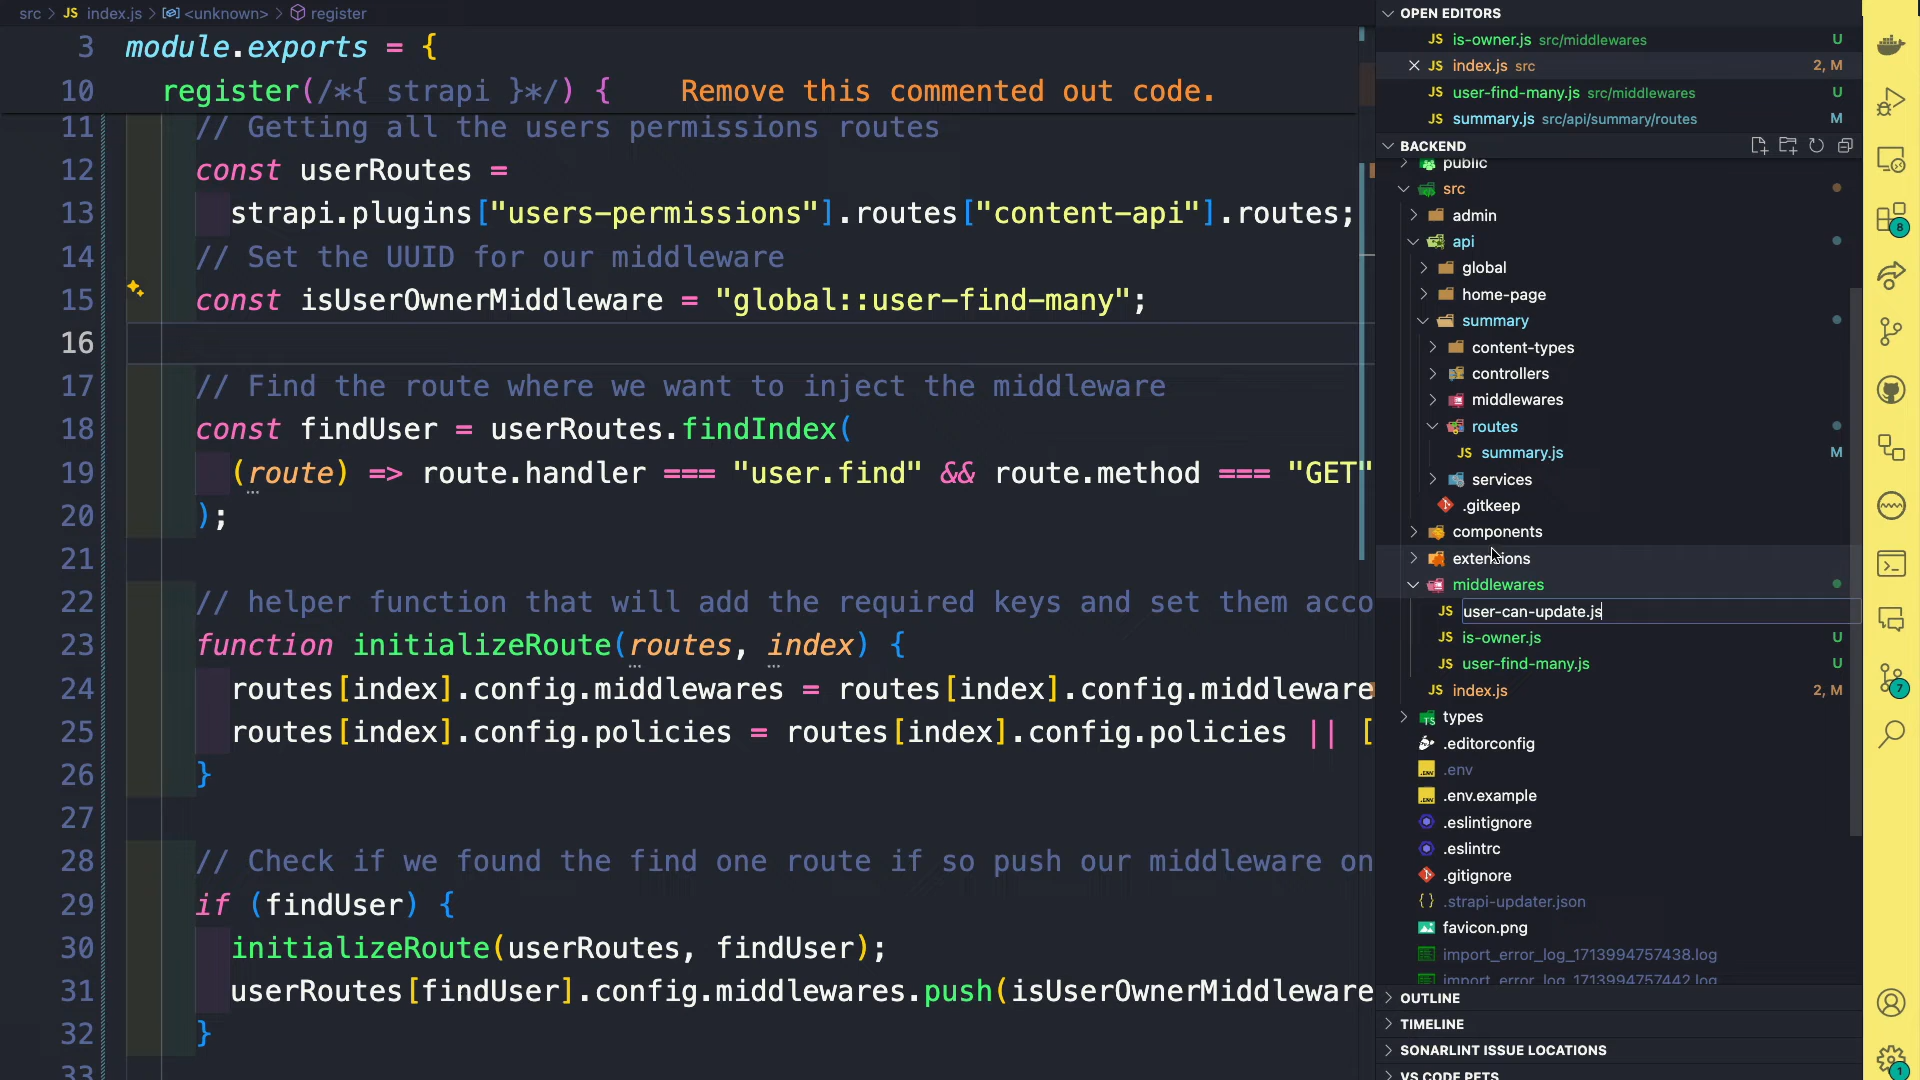 src > JS index.js > <unknown> > register
3 module.exports = {
10 register(/*{ strapi }*/) { Remove this commented out code.
11 // Getting all the users permissions routes
12 const userRoutes =
13 strapi.plugins["users-permissions"].routes["content-api"].routes;
14 // Set the UUID for our middleware
15 const isUserOwnerMiddleware = "global::user-find-many";
16
17 // Find the route where we want to inject the middleware
18 const findUser = userRoutes.findIndex(
19 (route) => route.handler === "user.find" && route.method === "GET"
20 );
21
22 // helper function that will add the required keys and set them acco
23 function initializeRoute(routes, index) {
24 routes[index].config.middlewares = routes[index].config.middleware
25 routes[index].config.policies = routes[index].config.policies || [
26 }
27
28 // Check if we found the find one route if so push our middleware on
29 if (findUser) {
30 initializeRoute(userRoutes, findUser);
31 userRoutes[findUser].config.middlewares.push(isUserOwnerMiddleware
32 }
33
OPEN EDITORS
JS is-owner.js src/middlewares U
JS index.js src 2, M
JS user-find-many.js src/middlewares U
JS summary.js src/api/summary/routes M
BACKEND
public
src
admin
api
global
home-page
summary
content-types
controllers
middlewares
routes
JS summary.js M
services
.gitkeep
components
extensions
middlewares
JS user-can-update.js
JS is-owner.js U
JS user-find-many.js U
JS index.js 2, M
types
.editorconfig
.env
.env.example
.eslintignore
.eslintrc
.gitignore
{} .strapi-updater.json
favicon.png
import_error_log_1713994757438.log
import_error_log_1713994757442.log
OUTLINE
TIMELINE
SONARLINT ISSUE LOCATIONS
VS CODE PETS
8
7
1